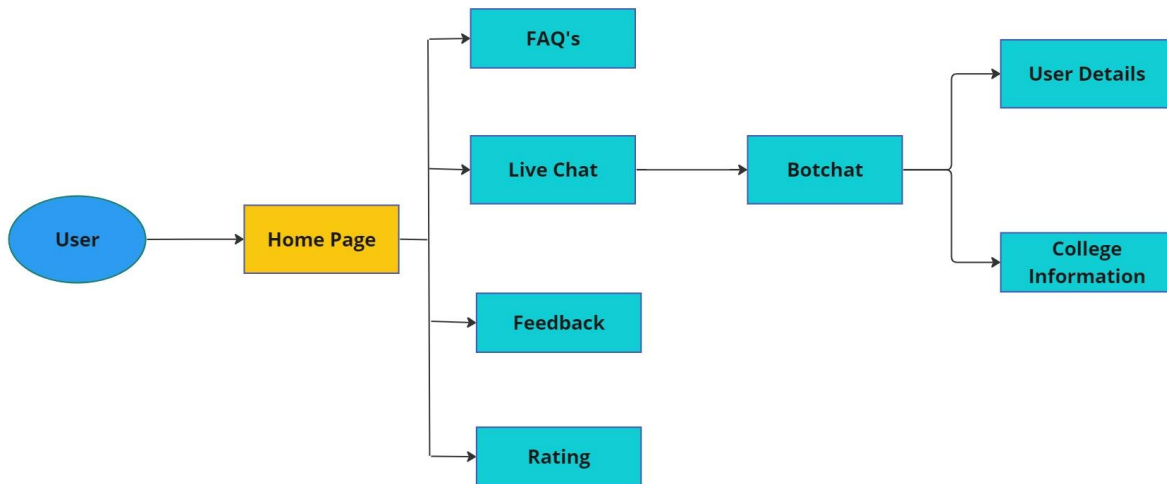 FAQ's
User Details
Live Chat
Botchat
User
Home Page
College
Information
Feedback
Rating